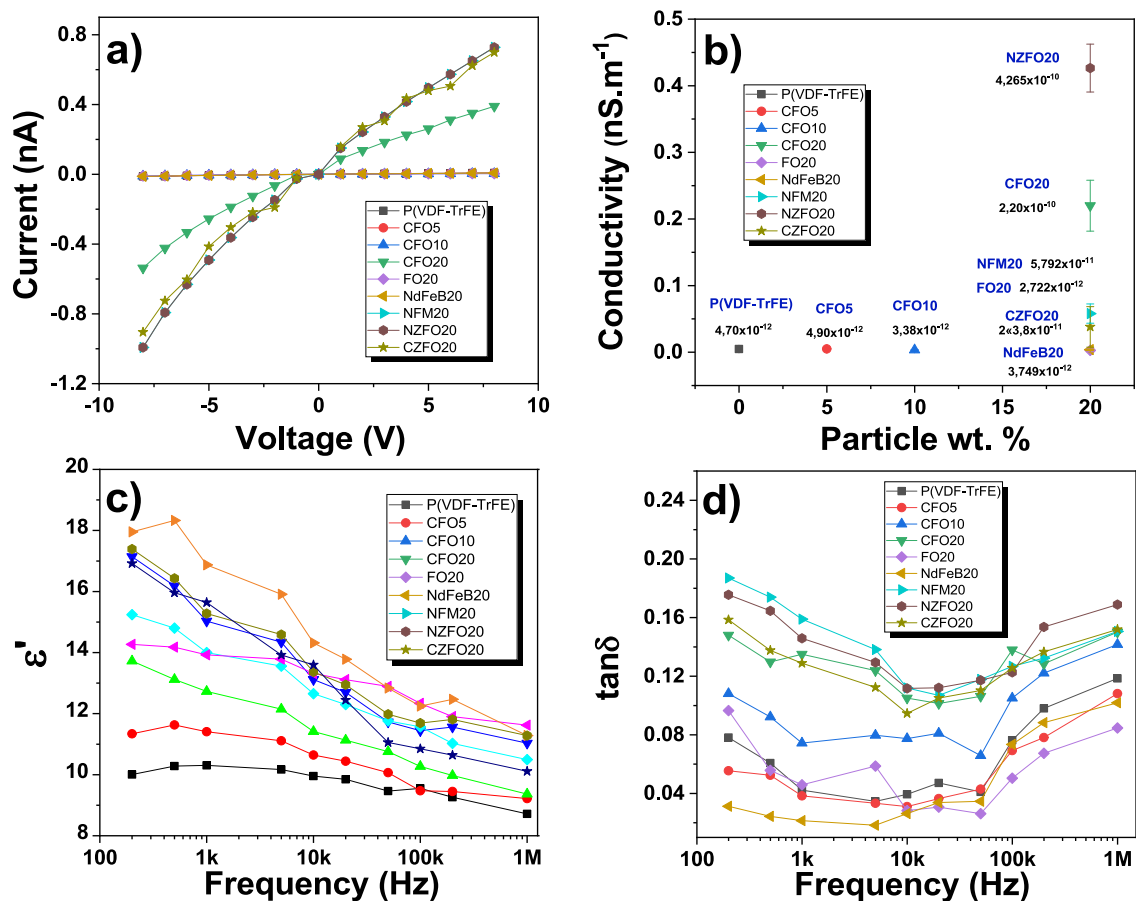 a)
Current (nA)
0.8
0.4
0.0
-0.4
-0.8
-1.2
-10
-5
0
5
10
Voltage (V)
P(VDF-TrFE)
CFO5
CFO10
CFO20
FO20
NdFeB20
NFM20
NZFO20
CZFO20
b)
Conductivity (nS.m⁻¹)
0.5
0.4
0.3
0.2
0.1
0.0
0
5
10
15
20
Particle wt. %
P(VDF-TrFE)
CFO5
CFO10
CFO20
FO20
NdFeB20
NFM20
NZFO20
CZFO20
NZFO20
4,265x10⁻¹⁰
CFO20
2,20x10⁻¹⁰
NFM20 5,792x10⁻¹¹
FO20 2,722x10⁻¹²
P(VDF-TrFE)
4,70x10⁻¹²
CFO5
4,90x10⁻¹²
CFO10
3,38x10⁻¹²
CZFO20
2«3,8x10⁻¹¹
NdFeB20
3,749x10⁻¹²
c)
ε'
20
18
16
14
12
10
8
100
1k
10k
100k
1M
Frequency (Hz)
P(VDF-TrFE)
CFO5
CFO10
CFO20
FO20
NdFeB20
NFM20
NZFO20
CZFO20
d)
tanδ
0.24
0.20
0.16
0.12
0.08
0.04
100
1k
10k
100k
1M
Frequency (Hz)
P(VDF-TrFE)
CFO5
CFO10
CFO20
FO20
NdFeB20
NFM20
NZFO20
CZFO20